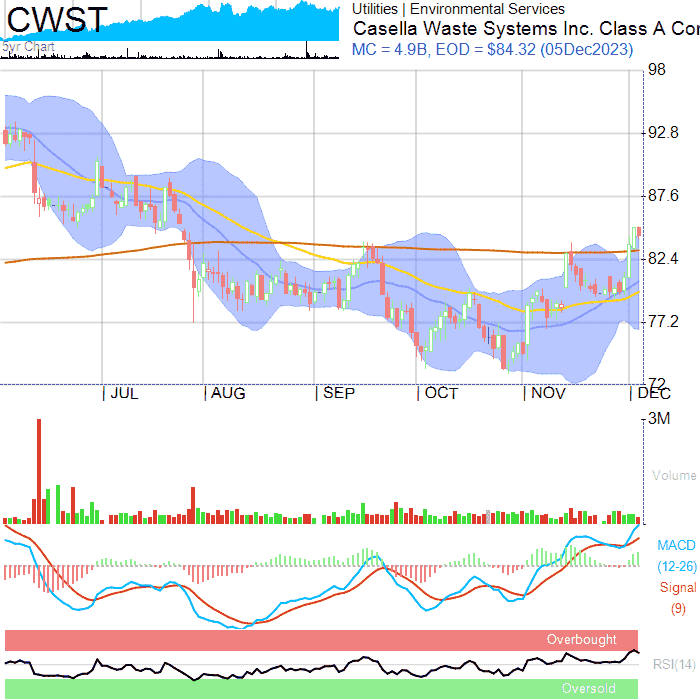 CWST
5yr Chart
Utilities | Environmental Services
Casella Waste Systems Inc. Class A Cor
MC = 4.9B, EOD = $84.32 (05Dec2023)
98
92.8
87.6
82.4
77.2
72
JUL
AUG
SEP
OCT
NOV
DEC
3M
Volume
MACD
(12-26)
Signal
(9)
Overbought
RSI(14)
Oversold